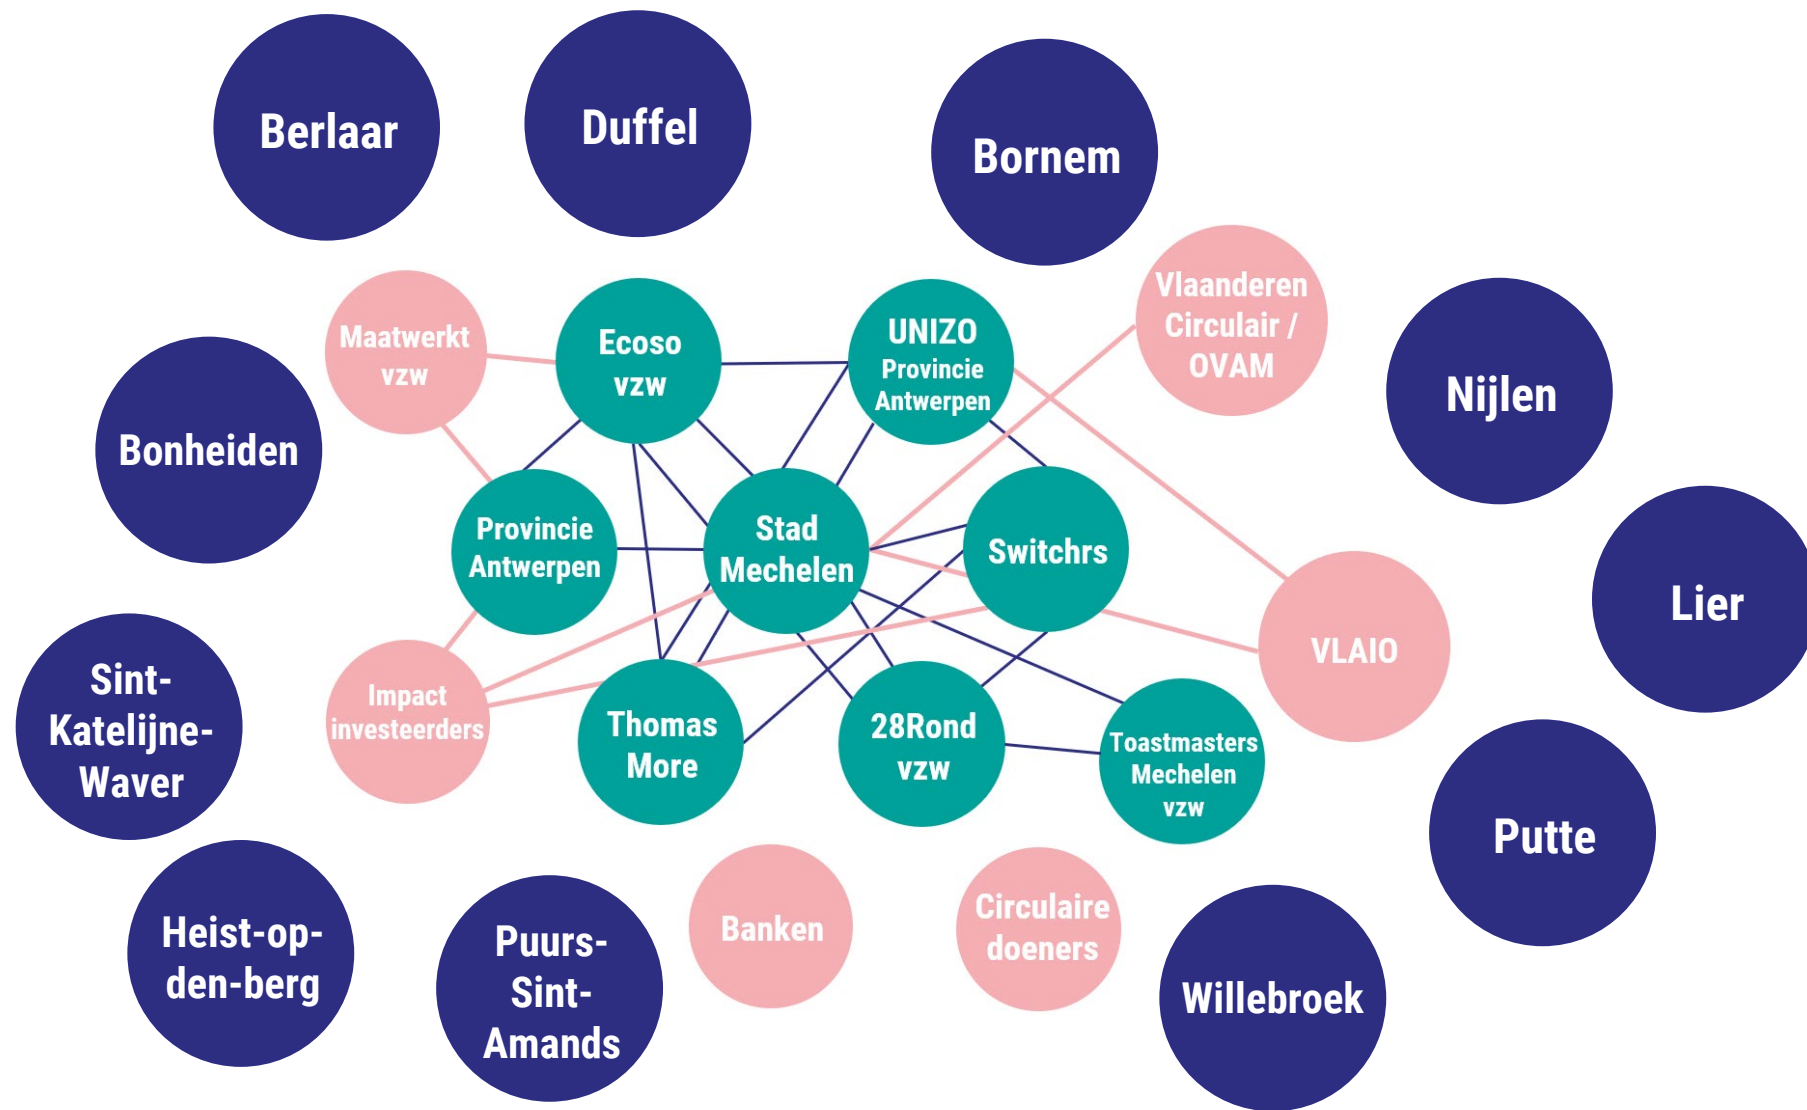 Berlaar
Duffel
Bornem
Vlaanderen
Circulair /
OVAM
Maatwerkt
vzw
Ecoso
vzw
UNIZO
Provincie
Antwerpen
Nijlen
Bonheiden
Provincie
Antwerpen
Stad
Mechelen
Switchrs
Lier
VLAIO
Sint-
Katelijne-
Waver
Impact
investeerders
Thomas
More
28Rond
vzw
Toastmasters
Mechelen
vzw
Putte
Heist-op-
den-berg
Puurs-
Sint-
Amands
Banken
Circulaire
doeners
Willebroek